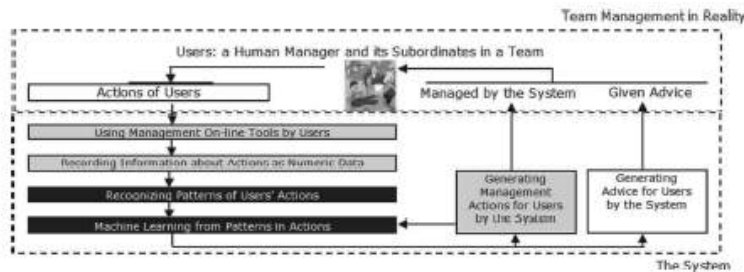 Team Management in Reality
Users: a Human Manager and its Subordinates in a Team
Actions of Users
Managed by the System
Given Advice
Using Management On-line Tools by Users
Recording Information about Actions as Numeric Data
Recognizing Patterns of Users' Actions
Machine Learning from Patterns in Actions
Generating
Management
Actions for Users
by the System
Generating
Advice for Users
by the System
The System